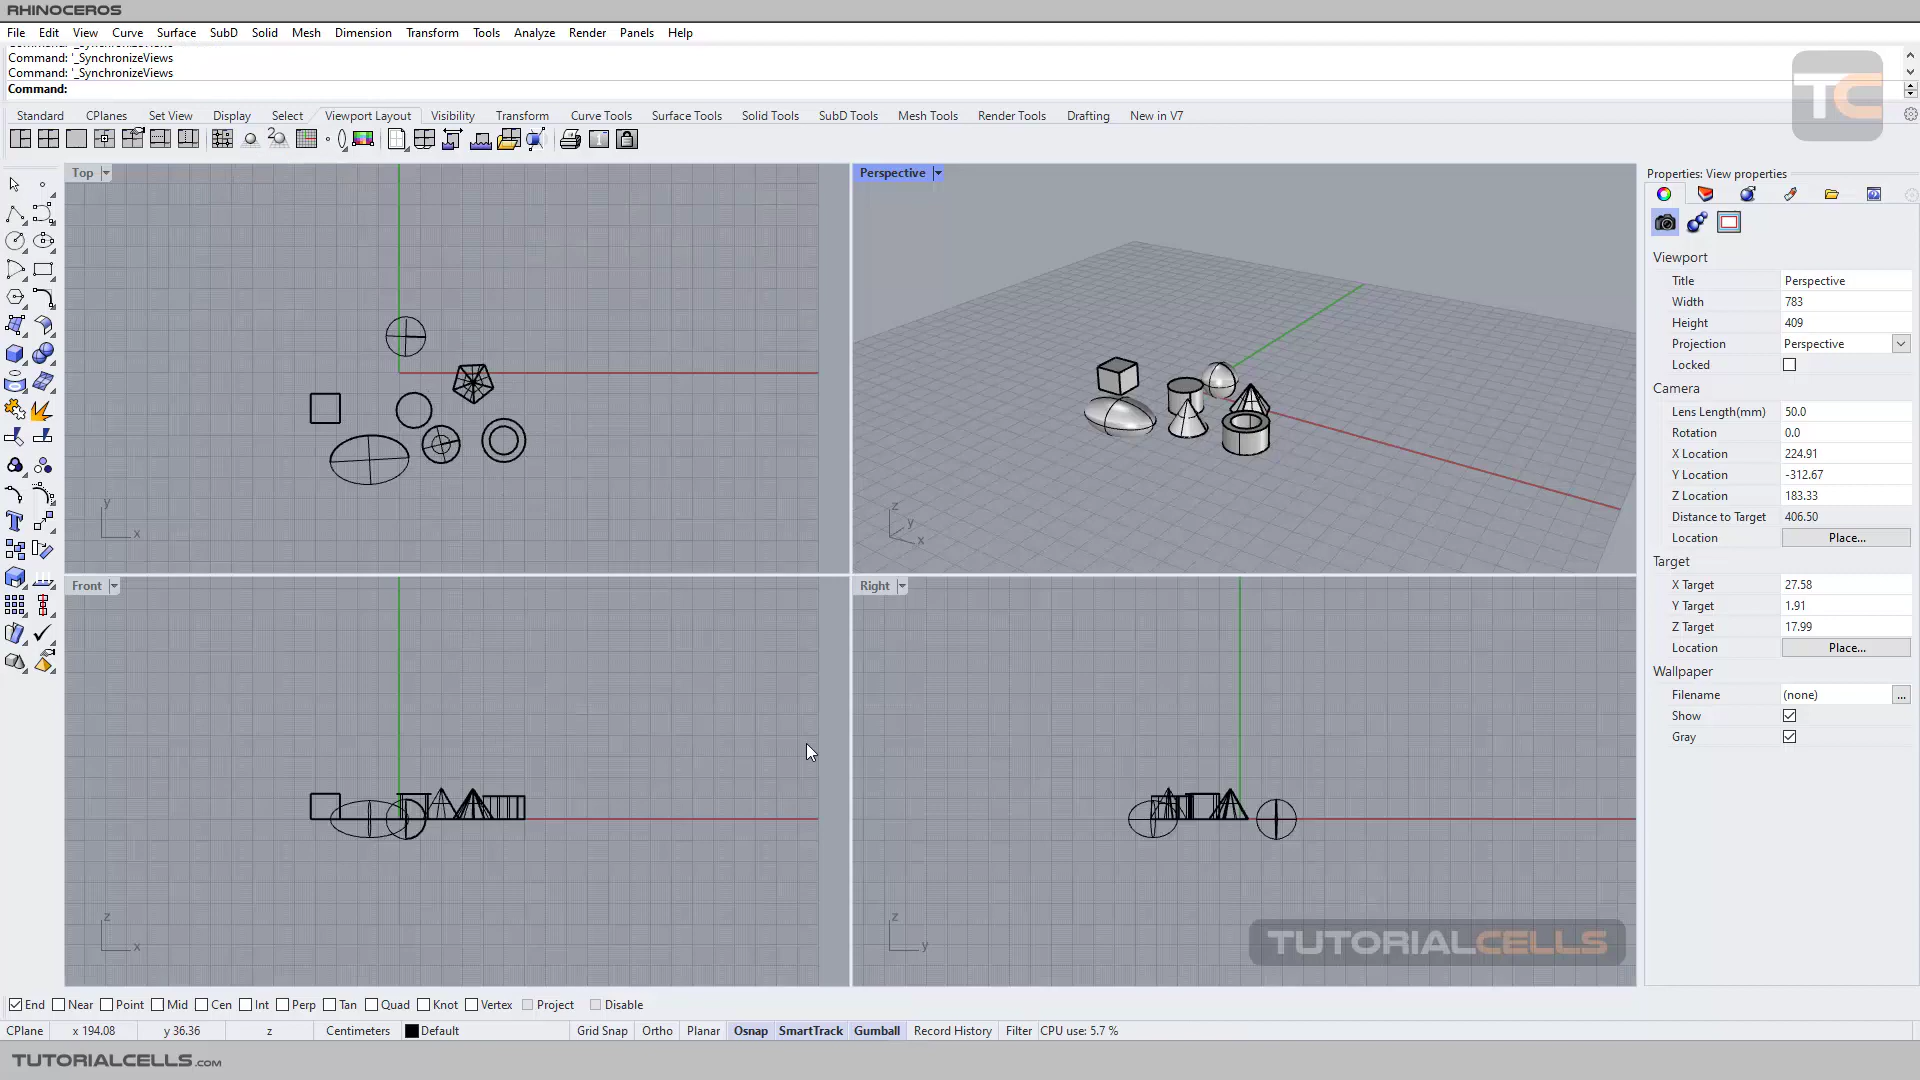 RHINOCEROS
File Edit View Curve Surface SubD Solid Mesh Dimension Transform Tools Analyze Render Panels Help
Command: '_SynchronizeViews
Command: '_SynchronizeViews
Command:
TC
Standard CPlanes Set View Display Select Viewport Layout Visibility Transform Curve Tools Surface Tools Solid Tools SubD Tools Mesh Tools Render Tools Drafting New in V7
Top
y
x
Perspective
z
y
x
Front
z
x
Right
z
y
TUTORIALCELLS
Properties: View properties
Viewport
Title Perspective
Width 783
Height 409
Projection Perspective
Locked
Camera
Lens Length(mm) 50.0
Rotation 0.0
X Location 224.91
Y Location -312.67
Z Location 183.33
Distance to Target 406.50
Location Place...
Target
X Target 27.58
Y Target 1.91
Z Target 17.99
Location Place...
Wallpaper
Filename (none) ...
Show
Gray
End Near Point Mid Cen Int Perp Tan Quad Knot Vertex Project Disable
CPlane x 194.08 y 36.36 z Centimeters Default Grid Snap Ortho Planar Osnap SmartTrack Gumball Record History Filter CPU use: 5.7 %
TUTORIALCELLS.COM